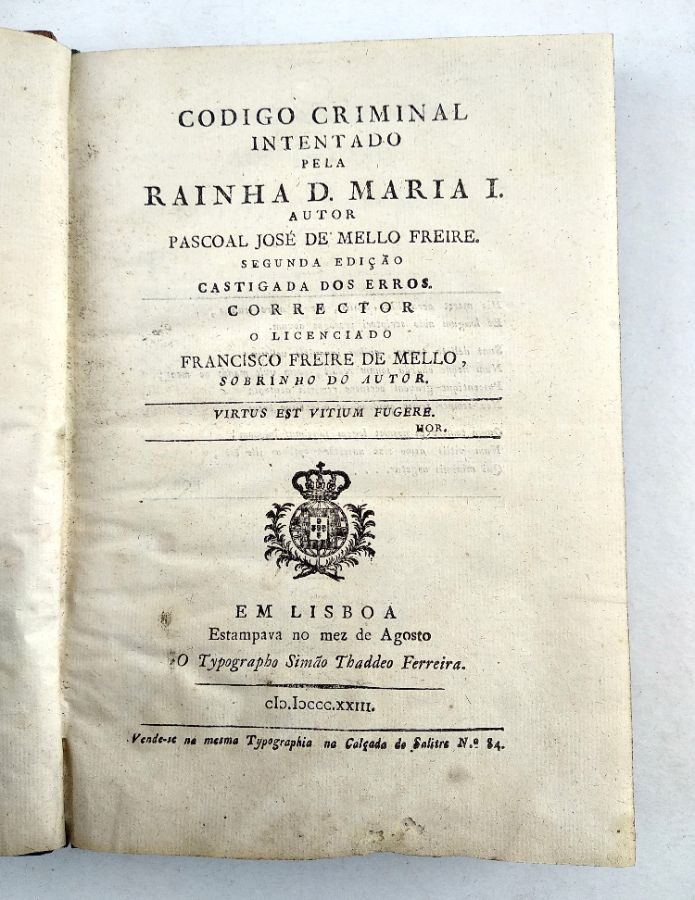 CODIGO CRIMINAL
INTENTADO
PELA
RAINHA D. MARIA I.
AUTOR
PASCOAL JOSÉ DE MELLO FREIRE.
SEGUNDA EDIÇÃO
CASTIGADA DOS ERROS.
CORRECTOR
O LICENCIADO
FRANCISCO FREIRE DE MELLO,
SOBRINHO DO AUTOR.
VIRTUS EST VITIUM FUGERE.
HOR.
EM LISBOA
Estampava no mez de Agosto
O Typographo Simão Thaddeo Ferreira.
cIɔ.Iɔccc.xxiii.
Vende-se na mesma Typographia na Calçada do Salitre N.º 84.